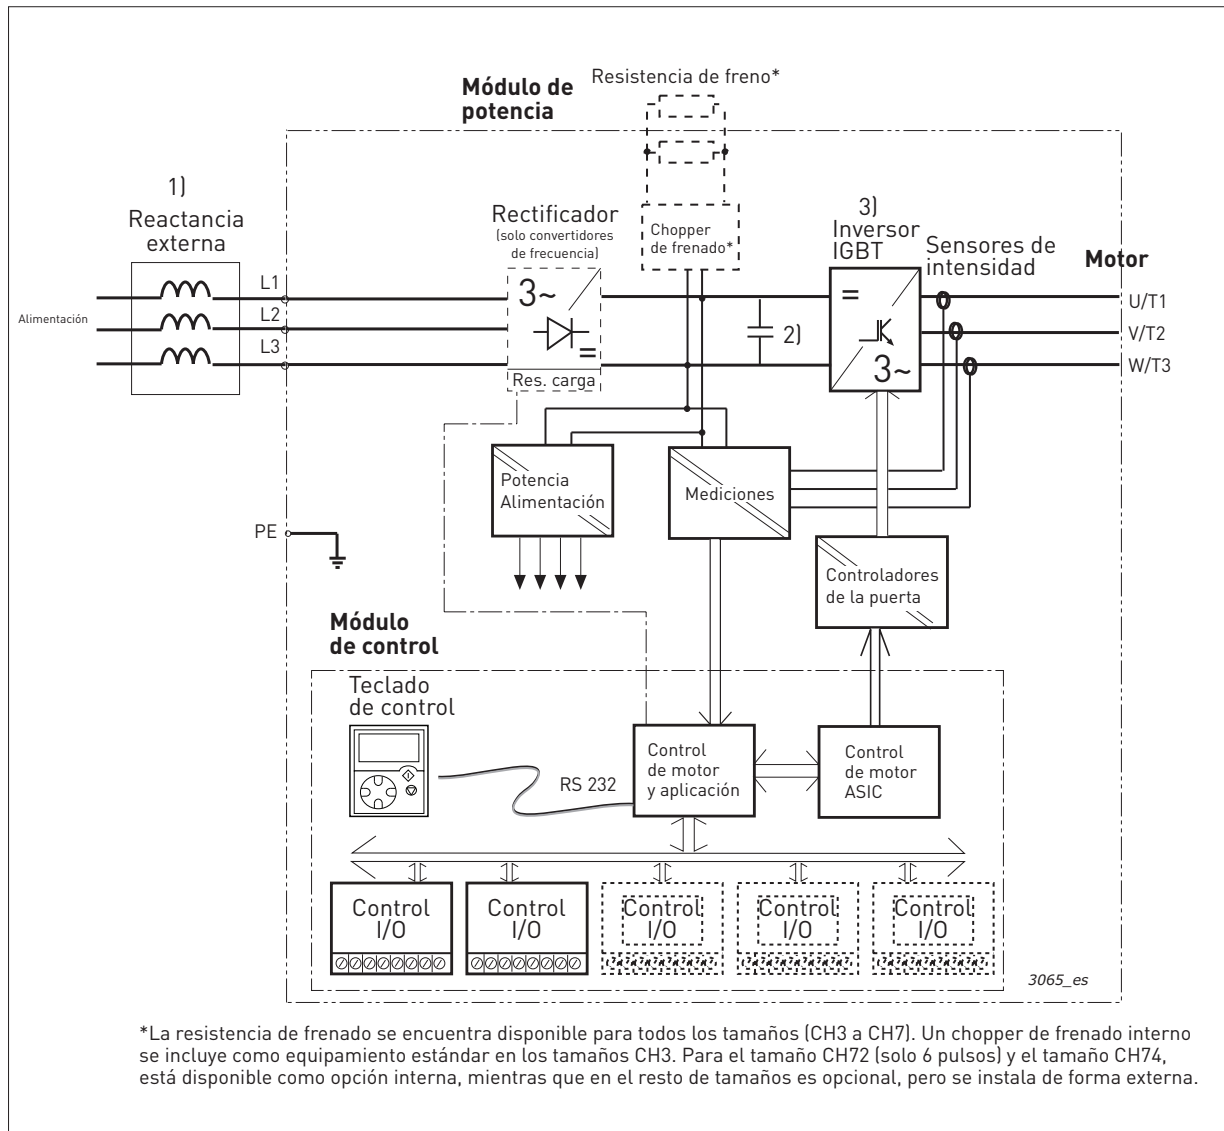 Resistencia de freno*
Módulo de
potencia
1)
Reactancia
externa
Rectificador
(solo convertidores
de frecuencia)
Chopper
de frenado*
3)
Inversor
IGBT
Sensores de
intensidad
Motor
L1
L2
L3
Alimentación
3~
=
Res. carga
2)
=
3~
U/T1
V/T2
W/T3
Potencia
Alimentación
Mediciones
PE
Controladores
de la puerta
Módulo
de control
Teclado
de control
RS 232
Control
de motor
y aplicación
Control
de motor
ASIC
Control
I/O
Control
I/O
Control
I/O
Control
I/O
Control
I/O
3065_es
*La resistencia de frenado se encuentra disponible para todos los tamaños (CH3 a CH7). Un chopper de frenado interno
se incluye como equipamiento estándar en los tamaños CH3. Para el tamaño CH72 (solo 6 pulsos) y el tamaño CH74,
está disponible como opción interna, mientras que en el resto de tamaños es opcional, pero se instala de forma externa.